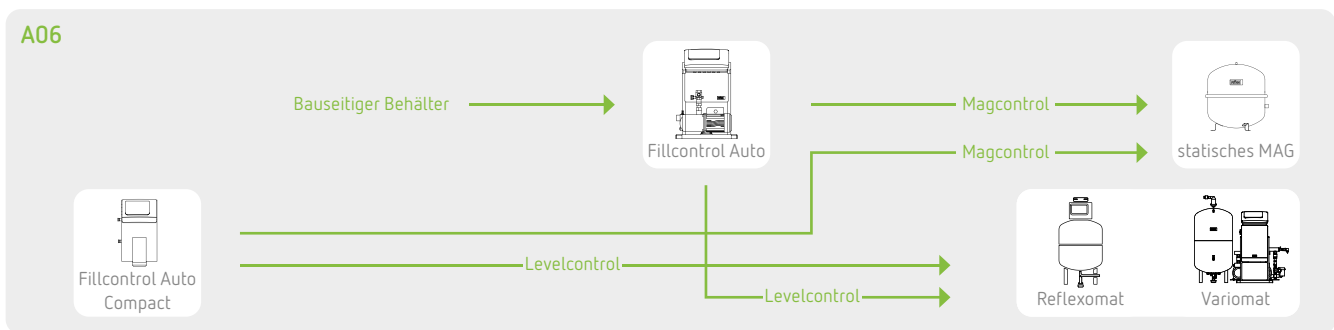 A06
Bauseitiger Behälter
Fillcontrol Auto
Magcontrol
Magcontrol
statisches MAG
Fillcontrol Auto
Compact
Levelcontrol
Levelcontrol
Reflexomat
Variomat